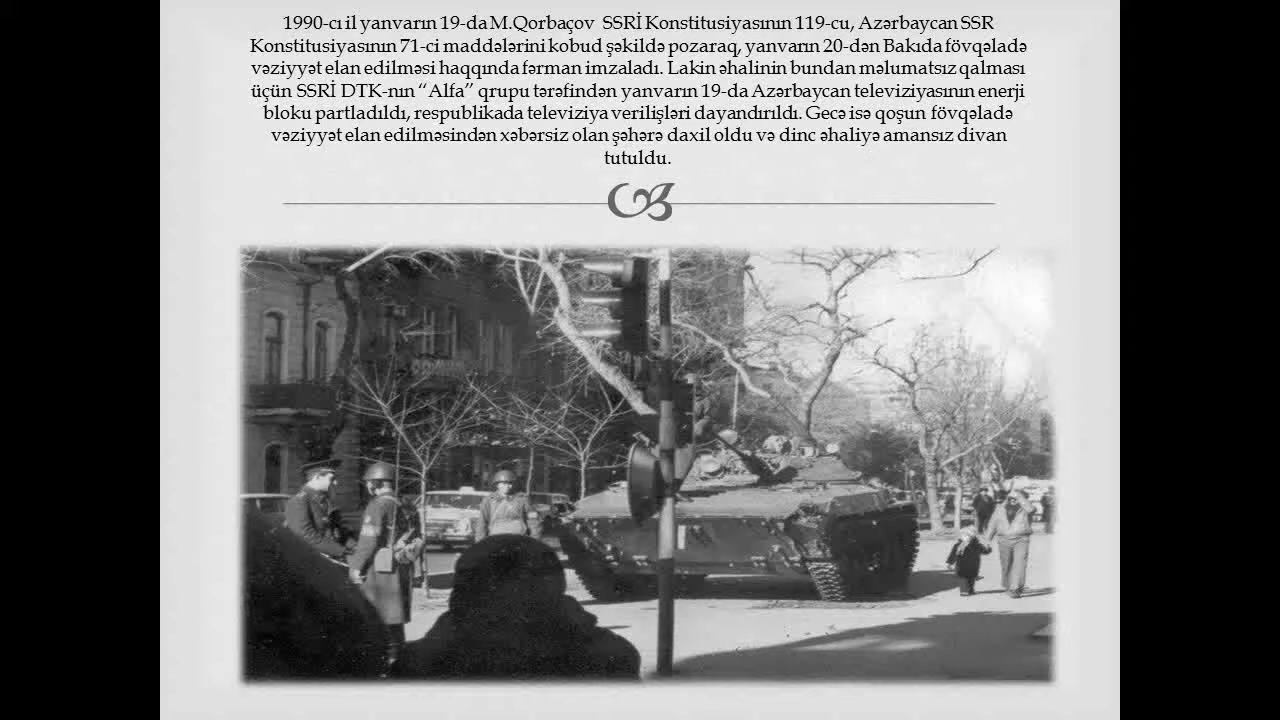 1990-cı il yanvarın 19-da M.Qorbaçov SSRİ Konstitusiyasının 119-cu, Azərbaycan SSR
Konstitusiyasının 71-ci maddələrini kobud şəkildə pozaraq, yanvarın 20-dən Bakıda fövqəladə
vəziyyət elan edilməsi haqqında fərman imzaladı. Lakin əhalinin bundan məlumatsız qalması
üçün SSRİ DTK-nın “Alfa” qrupu tərəfindən yanvarın 19-da Azərbaycan televiziyasının enerji
bloku partladıldı, respublikada televiziya verilişləri dayandırıldı. Gecə isə qoşun fövqəladə
vəziyyət elan edilməsindən xəbərsiz olan şəhərə daxil oldu və dinc əhaliyə amansız divan
tutuldu.